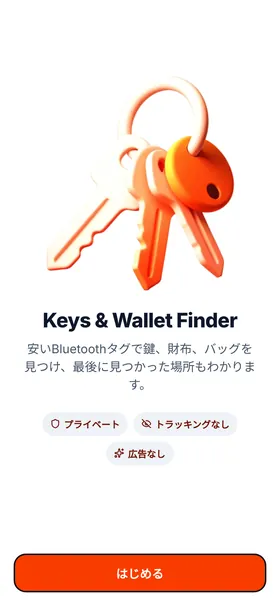 Keys & Wallet Finder
安いBluetoothタグで鍵、財布、バッグを
見つけ、最後に見つかった場所もわかりま
す。
プライベート
トラッキングなし
広告なし
はじめる